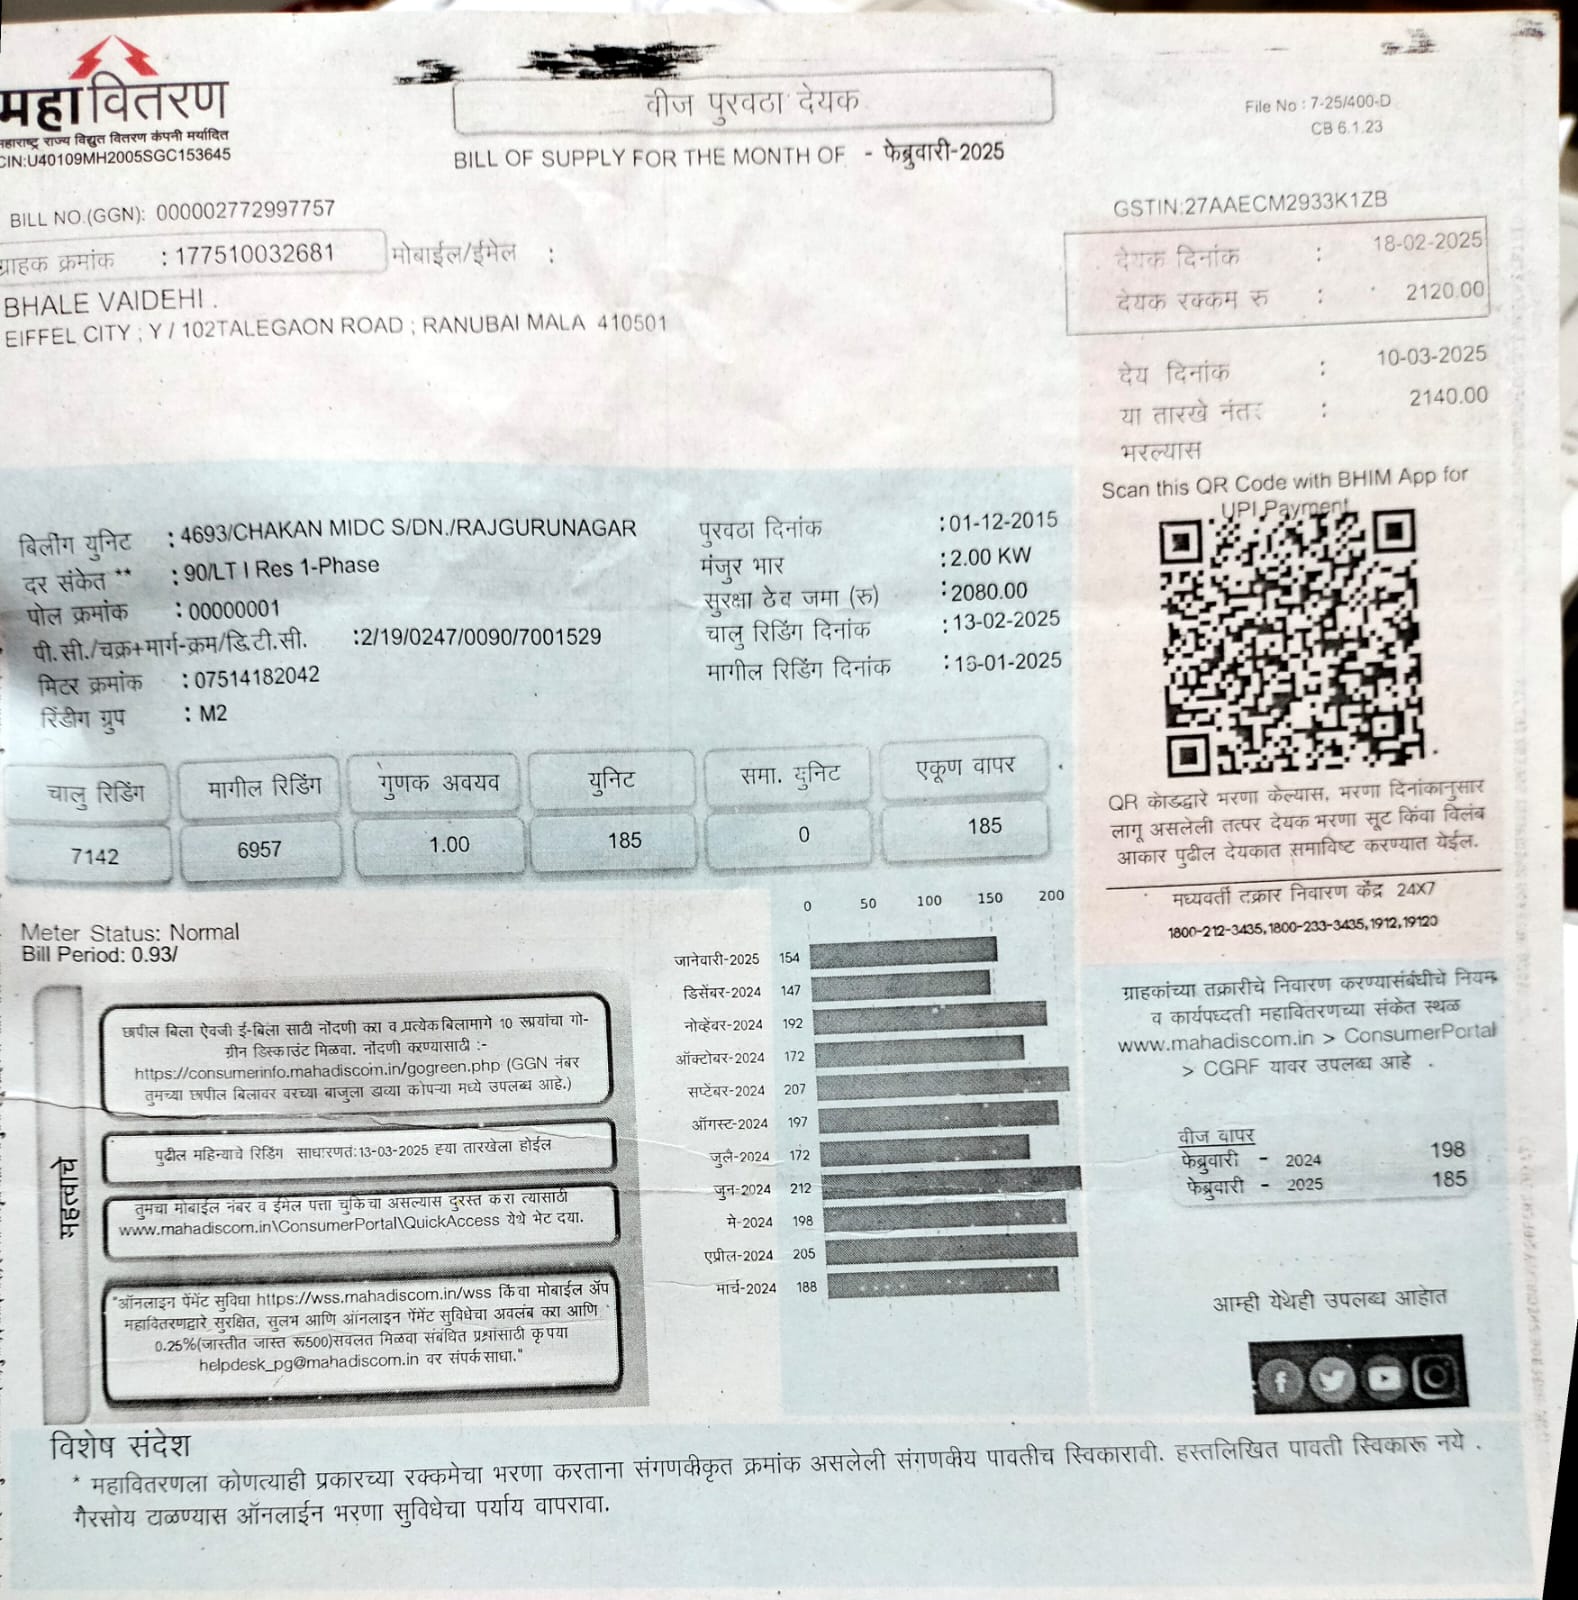 महावितरण
महाराष्ट्र राज्य विद्युत वितरण कंपनी मर्यादित
CIN:U40109MH2005SGC153645
वीज पुरवठा देयक
BILL OF SUPPLY FOR THE MONTH OF - फेब्रुवारी-2025
File No : 7-25/400-D
CB 6.1.23
BILL NO.(GGN): 000002772997757
GSTIN:27AAECM2933K1ZB
ग्राहक क्रमांक : 177510032681 मोबाईल/ईमेल :
BHALE VAIDEHI .
EIFFEL CITY ; Y / 102TALEGAON ROAD ; RANUBAI MALA 410501
देयक दिनांक : 18-02-2025
देयक रक्कम रु : 2120.00
देय दिनांक : 10-03-2025
या तारखे नंतर : 2140.00
भरल्यास
Scan this QR Code with BHIM App for
UPI Payment
बिलींग युनिट : 4693/CHAKAN MIDC S/DN./RAJGURUNAGAR
दर संकेत ** : 90/LT I Res 1-Phase
पोल क्रमांक : 00000001
पी.सी./चक्र+मार्ग-क्रम/डि.टी.सी. :2/19/0247/0090/7001529
मिटर क्रमांक : 07514182042
रिंडीग ग्रुप : M2
पुरवठा दिनांक :01-12-2015
मंजुर भार :2.00 KW
सुरक्षा ठेव जमा (रु) :2080.00
चालु रिडिंग दिनांक :13-02-2025
मागील रिडिंग दिनांक :16-01-2025
चालु रिडिंग मागील रिडिंग गुणक अवयव युनिट समा. युनिट एकूण वापर
7142 6957 1.00 185 0 185
QR कोडद्वारे भरणा केल्यास, भरणा दिनांकानुसार
लागू असलेली तत्पर देयक भरणा सूट किंवा विलंब
आकार पुढील देयकात समाविष्ट करण्यात येईल.
मध्यवर्ती तक्रार निवारण केंद्र 24X7
1800-212-3435,1800-233-3435,1912,19120
Meter Status: Normal
Bill Period: 0.93/
महत्वाचे
छापील बिला ऐवजी ई-बिला साठी नोंदणी करा व प्रत्येक बिलामागे 10 रुपयांचा गो-
ग्रीन डिस्काउंट मिळवा. नोंदणी करण्यासाठी :-
https://consumerinfo.mahadiscom.in/gogreen.php (GGN नंबर
तुमच्या छापील बिलावर वरच्या बाजुला डाव्या कोपऱ्या मध्ये उपलब्ध आहे.)
पुढील महिन्याचे रिडिंग साधारणत:13-03-2025 ह्या तारखेला होईल
तुमचा मोबाईल नंबर व ईमेल पत्ता चुकिचा असल्यास दुरस्त करा त्यासाठी
www.mahadiscom.in\ConsumerPortal\QuickAccess येथे भेट दया.
"ऑनलाइन पेंमेंट सुविधा https://wss.mahadiscom.in/wss किंवा मोबाईल ॲप
महावितरणद्वारे सुरक्षित, सुलभ आणि ऑनलाइन पेंमेंट सुविधेचा अवलंब करा आणि
0.25%(जास्तीत जास्त रू500)सवलत मिळवा संबंधित प्रश्नांसाठी कृपया
helpdesk_pg@mahadiscom.in वर संपर्क साधा."
0 50 100 150 200
जानेवारी-2025 154
डिसेंबर-2024 147
नोव्हेंबर-2024 192
ऑक्टोबर-2024 172
सप्टेंबर-2024 207
ऑगस्ट-2024 197
जुलै-2024 172
जुन-2024 212
मे-2024 198
एप्रील-2024 205
मार्च-2024 188
ग्राहकांच्या तक्रारीचे निवारण करण्यासंबंधीचे नियम
व कार्यपध्दती महावितरणच्या संकेत स्थळ
www.mahadiscom.in > ConsumerPortal
> CGRF यावर उपलब्ध आहे .
वीज वापर
फेब्रुवारी - 2024 198
फेब्रुवारी - 2025 185
आम्ही येथेही उपलब्ध आहोत
विशेष संदेश
* महावितरणला कोणत्याही प्रकारच्या रक्कमेचा भरणा करताना संगणकीकृत क्रमांक असलेली संगणकीय पावतीच स्विकारावी. हस्तलिखित पावती स्विकारू नये .
गैरसोय टाळण्यास ऑनलाईन भरणा सुविधेचा पर्याय वापरावा.